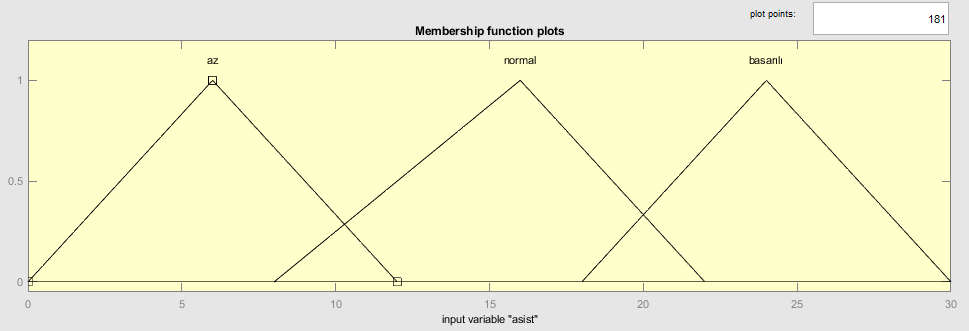 plot points: 181
Membership function plots
az normal basarılı
1
0.5
0
0 5 10 15 20 25 30
input variable "asist"